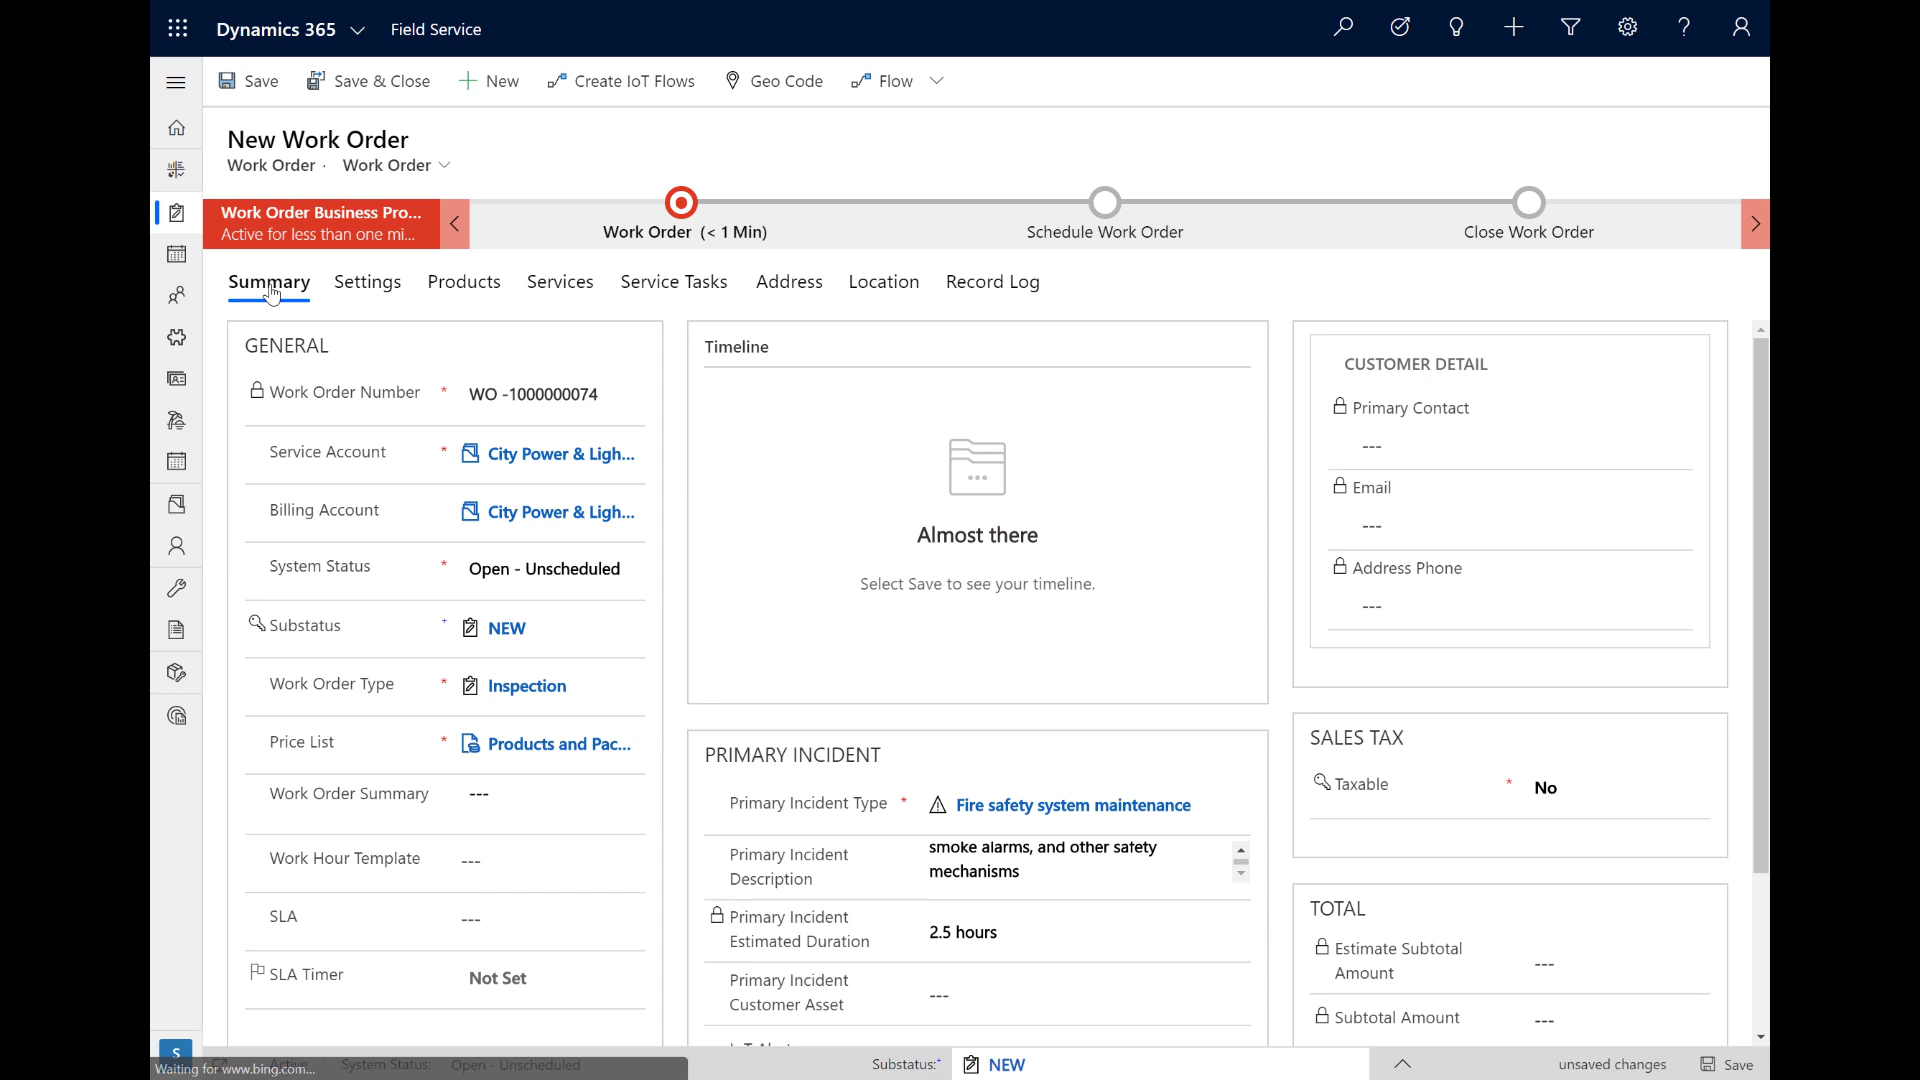 Dynamics 365 Field Service
Save Save & Close New Create IoT Flows Geo Code Flow
New Work Order
Work Order · Work Order
Work Order Business Pro...
Active for less than one mi...
Work Order (< 1 Min)
Schedule Work Order
Close Work Order
Summary Settings Products Services Service Tasks Address Location Record Log
GENERAL
Work Order Number * WO -1000000074
Service Account * City Power & Ligh...
Billing Account City Power & Ligh...
System Status * Open - Unscheduled
Substatus + NEW
Work Order Type * Inspection
Price List * Products and Pac...
Work Order Summary ---
Work Hour Template ---
SLA ---
SLA Timer Not Set
Timeline
Almost there
Select Save to see your timeline.
PRIMARY INCIDENT
Primary Incident Type * Fire safety system maintenance
Primary Incident
Description
smoke alarms, and other safety
mechanisms
Primary Incident
Estimated Duration
2.5 hours
Primary Incident
Customer Asset
---
CUSTOMER DETAIL
Primary Contact
---
Email
---
Address Phone
---
SALES TAX
Taxable * No
TOTAL
Estimate Subtotal
Amount
---
Subtotal Amount ---
S
Waiting for www.bing.com...
Active System Status: Open - Unscheduled
Substatus:+ NEW
unsaved changes Save